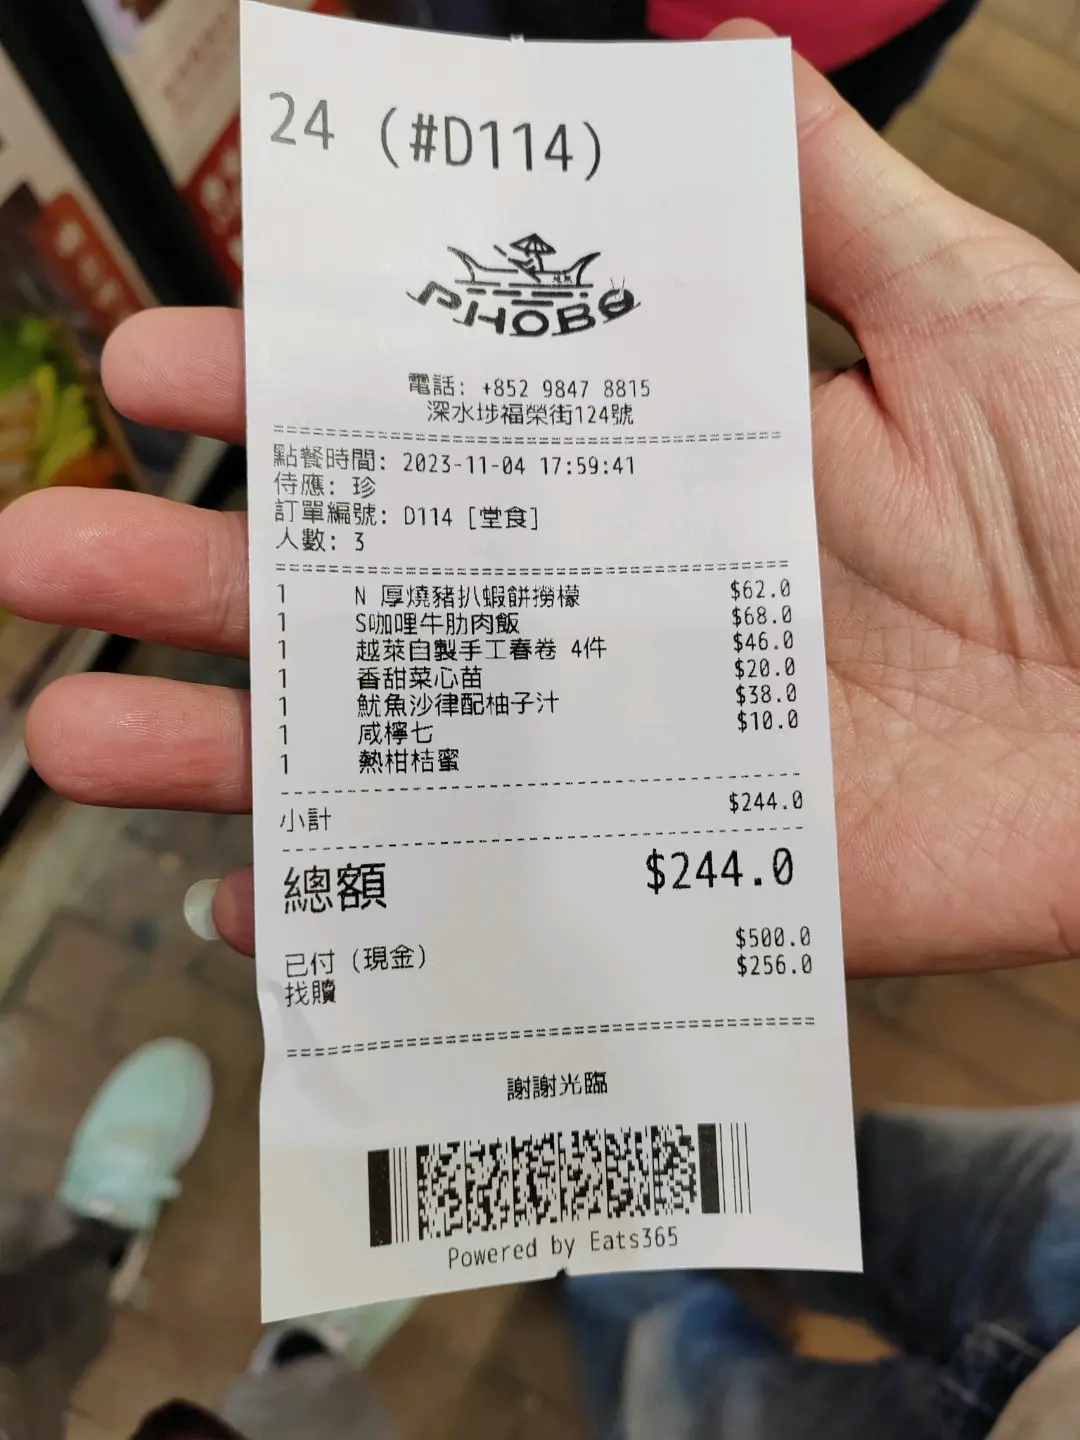 24 (#D114)
PHOBO
電話: +852 9847 8815
深水埗福榮街124號
點餐時間: 2023-11-04 17:59:41
侍應: 珍
訂單編號: D114 [堂食]
人數: 3
1 N 厚燒豬扒蝦餅撈檬 $62.0
1 S咖哩牛肋肉飯 $68.0
1 越菜自製手工春卷 4件 $46.0
1 香甜菜心苗 $20.0
1 魷魚沙律配柚子汁 $38.0
1 咸檸七 $10.0
1 熱柑桔蜜
小計 $244.0
總額 $244.0
已付 (現金) $500.0
找贖 $256.0
謝謝光臨
Powered by Eats365